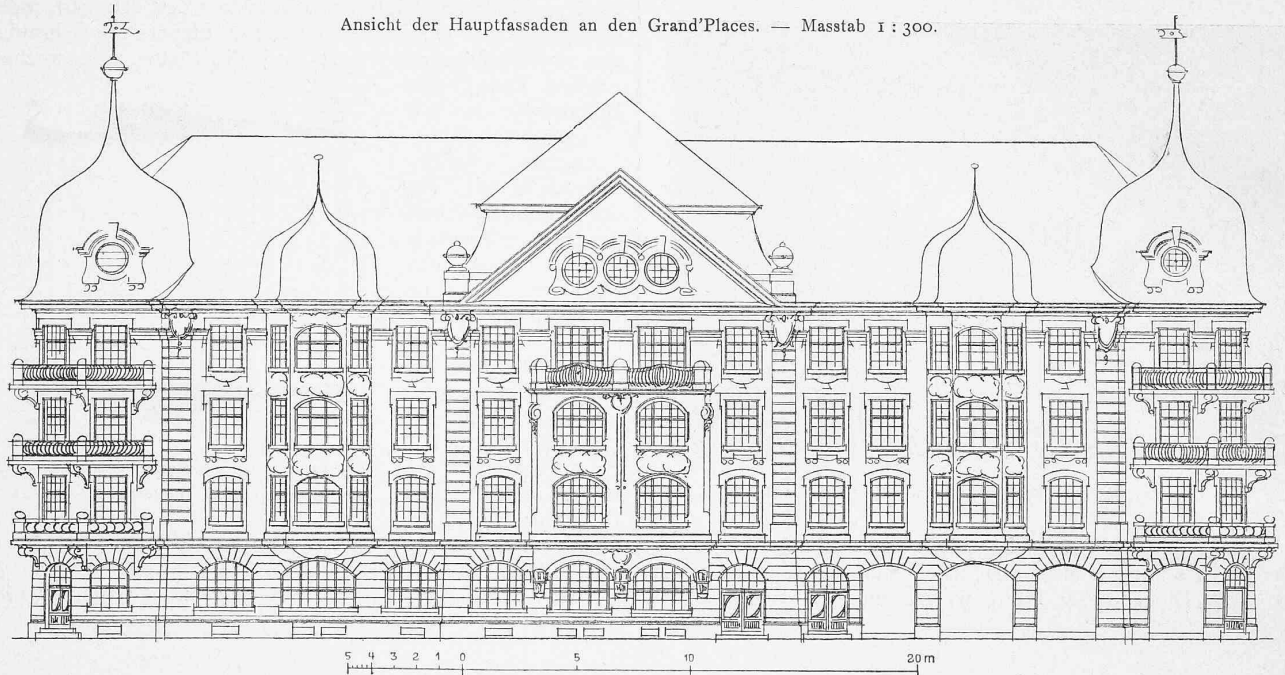 Ansicht der Hauptfassaden an den Grand'Places. — Masstab 1 : 300.
5 4 3 2 1 0 5 10 20 m